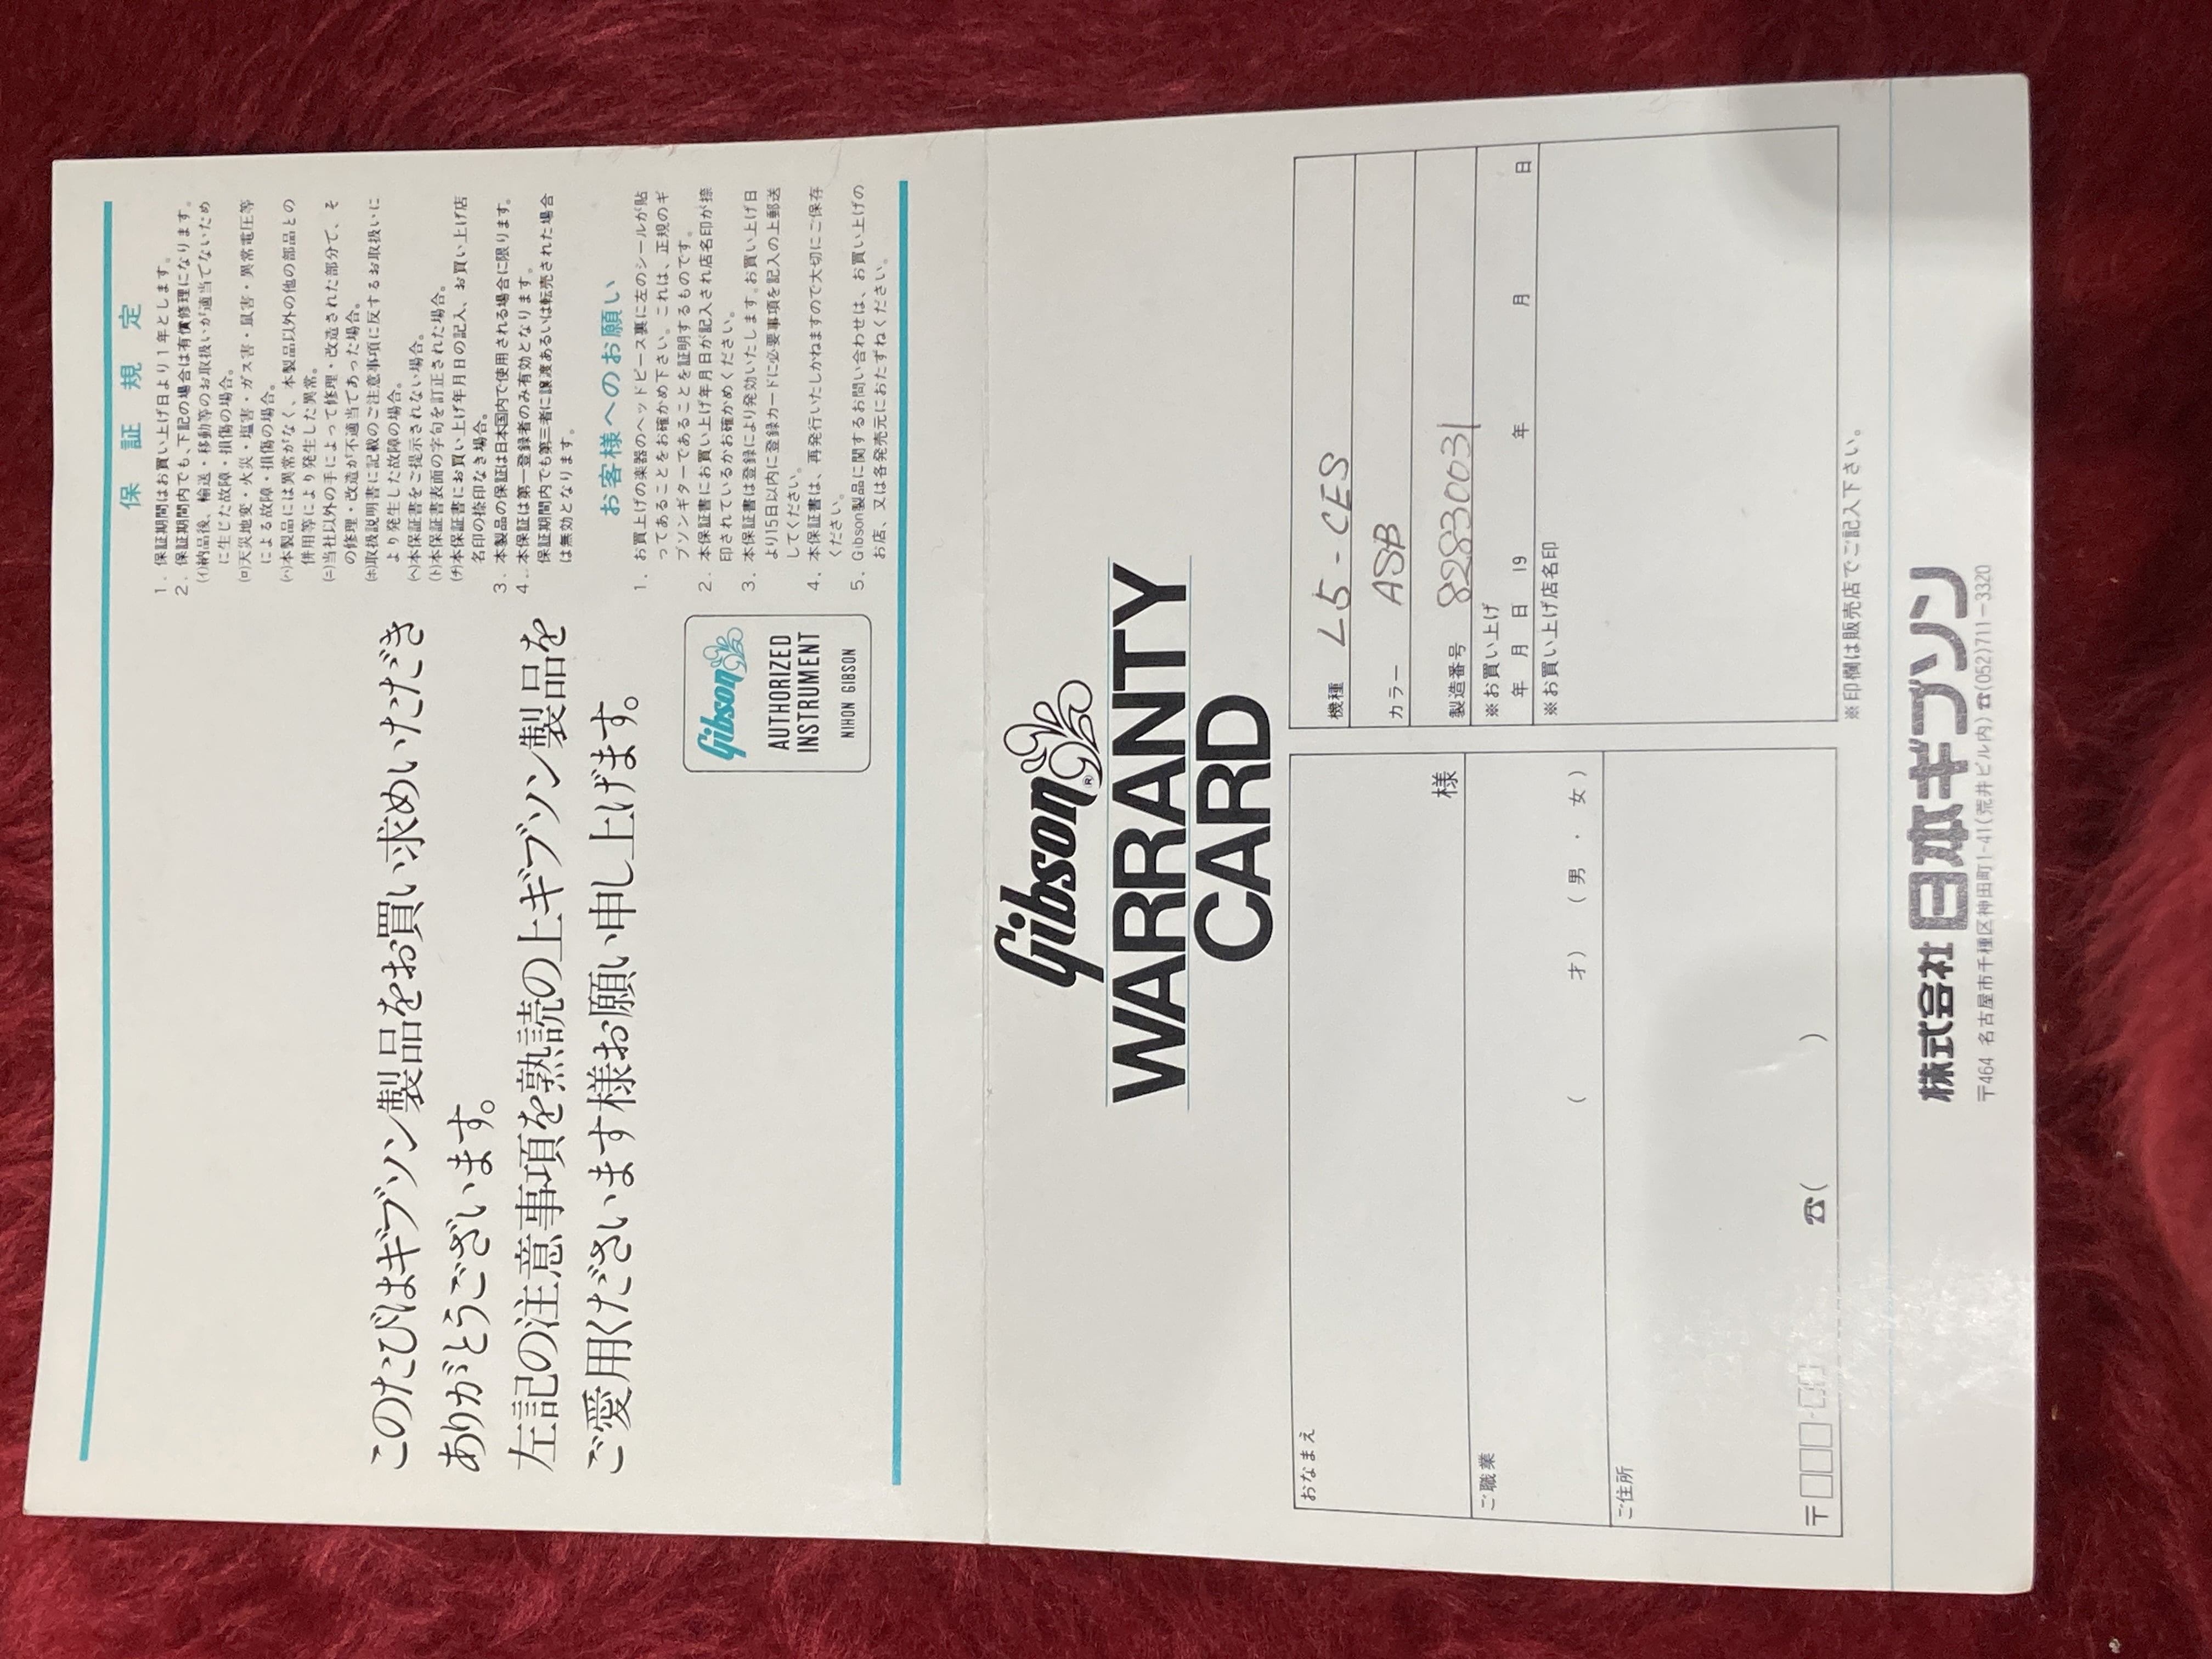 保証規定
1. 保証期間はお買い上げ日より1年とします。
2. 保証期間内でも、下記の場合は有償修理になります。
(イ)納品後、輸送・移動等のお取扱いが適当でないため
に生じた故障・損傷の場合。
(ロ)天災地変・火災・塩害・ガス害・鼠害・異常電圧等
による故障・損傷の場合。
(ハ)本製品には異常がなく、本製品以外の他の部品との
併用等により発生した異常。
(ニ)当社以外の手によって修理・改造された部分で、そ
の修理・改造が不適当であった場合。
(ホ)取扱説明書に記載のご注意事項に反するお取扱いに
より発生した故障の場合。
(ヘ)本保証書をご提示されない場合。
(ト)本保証書表面の字句を訂正された場合。
(チ)本保証書にお買い上げ年月日の記入、お買い上げ店
名印の捺印なき場合。
3. 本製品の保証は日本国内で使用される場合に限ります。
4. 本保証は第一登録者のみ有効となります。
保証期間内でも第三者に譲渡あるいは転売された場合
は無効となります。
お客様へのお願い
1. お買上げの楽器のヘッドピース裏に左のシールが貼
ってあることをお確かめ下さい。これは、正規のギ
ブソンギターであることを証明するものです。
2. 本保証書にお買い上げ年月日が記入され店名印が捺
印されているかお確かめください。
3. 本保証書は登録により発効いたします。お買い上げ日
より15日以内に登録カードに必要事項を記入の上郵送
してください。
4. 本保証書は、再発行いたしかねますので大切にご保存
ください。
5. Gibson製品に関するお問い合わせは、お買い上げの
お店、又は各発売元におたずねください。
このたびはギブソン製品をお買い求めいただき
ありがとうございます。
左記の注意事項を熟読の上ギブソン製品を
ご愛用くださいます様お願い申し上げます。
Gibson
AUTHORIZED
INSTRUMENT
NIHON GIBSON
Gibson®
WARRANTY
CARD
おなまえ
様
ご職業
( 才) (男・女)
ご住所
〒 ☎( )
機種 L5-CES
カラー ASB
製造番号 82830031
※お買い上げ
年月日 19 年 月 日
※お買い上げ店名印
※印欄は販売店でご記入下さい。
株式会社 日本ギブソン
〒464 名古屋市千種区神田町1-41(荒井ビル内) ☎(052)711-3320